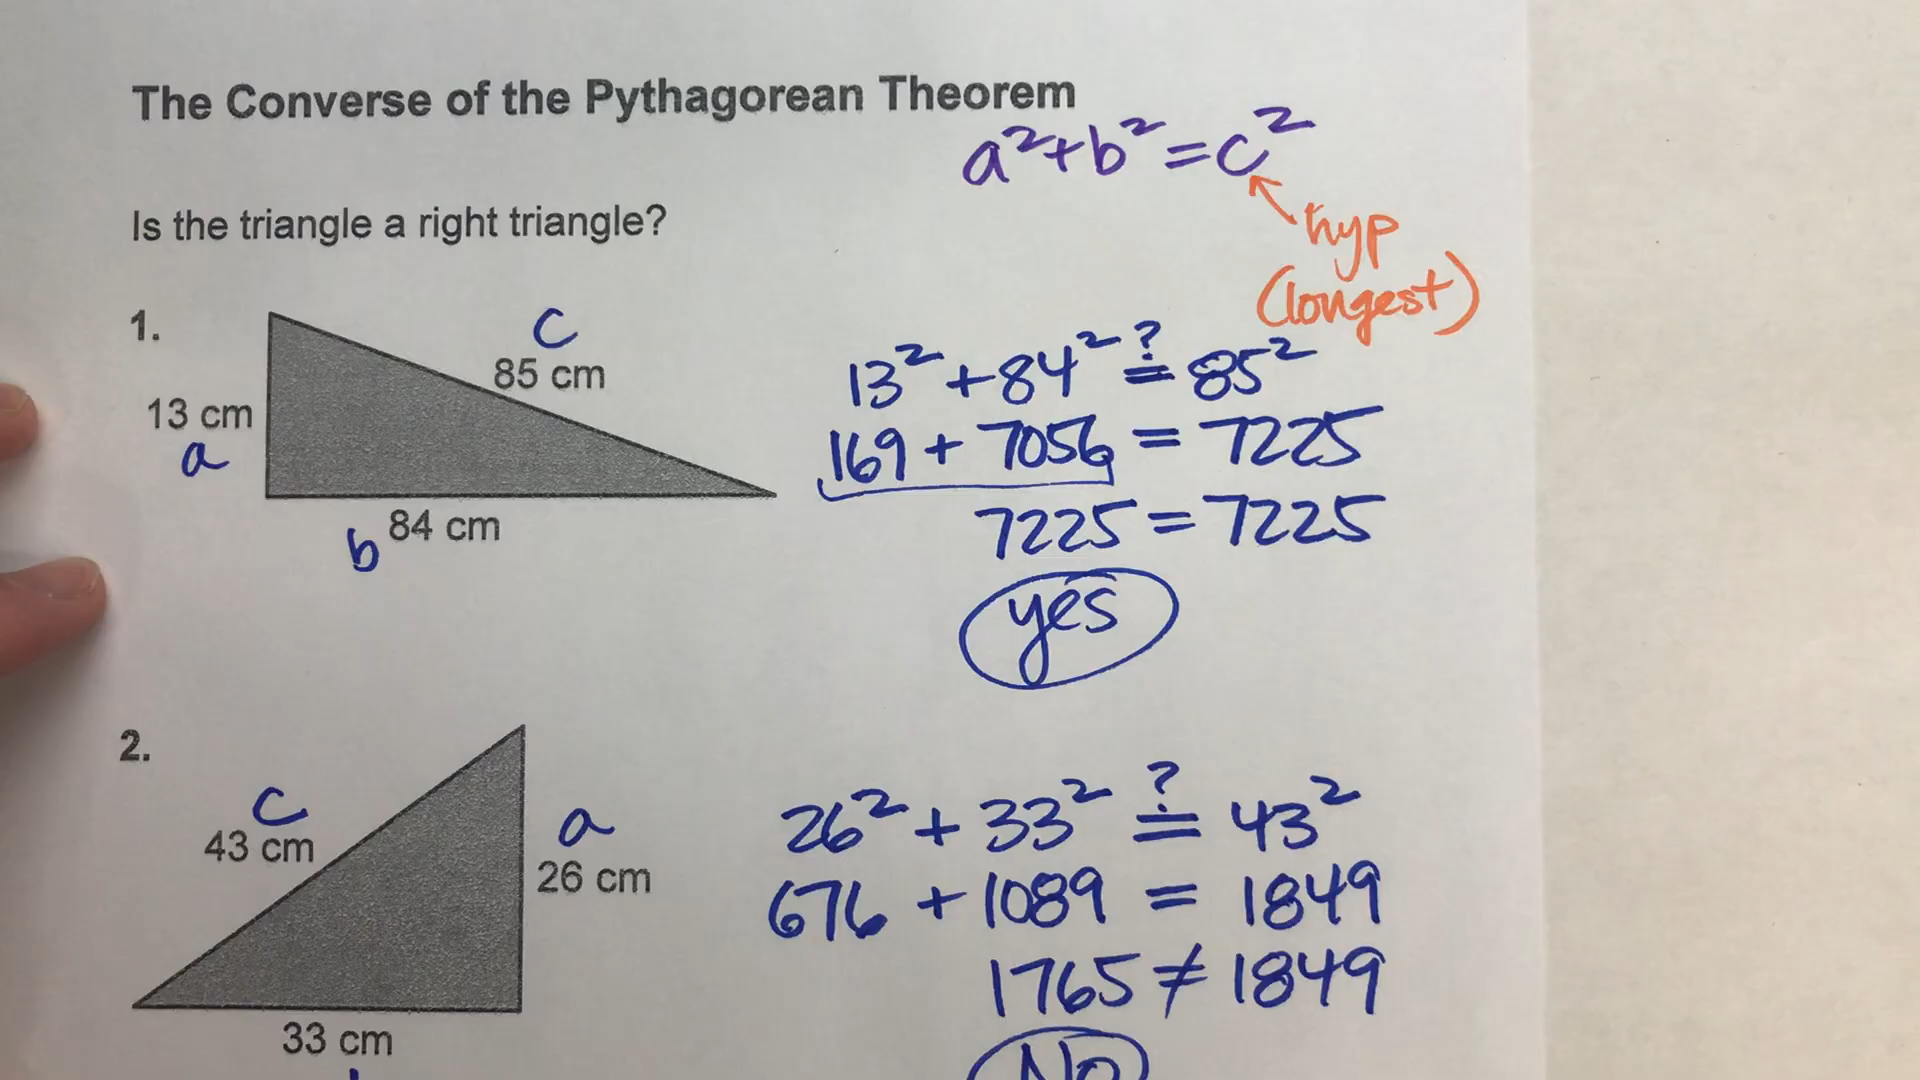 The Converse of the Pythagorean Theorem
a²+b²=c²
hyp
(longest)
Is the triangle a right triangle?
1.
c
85 cm
13 cm
a
b 84 cm
13² + 84² ≟ 85²
169 + 7056 = 7225
7225 = 7225
yes
2.
c
43 cm
a
26 cm
33 cm
26² + 33² ≟ 43²
676 + 1089 = 1849
1765 ≠ 1849
No